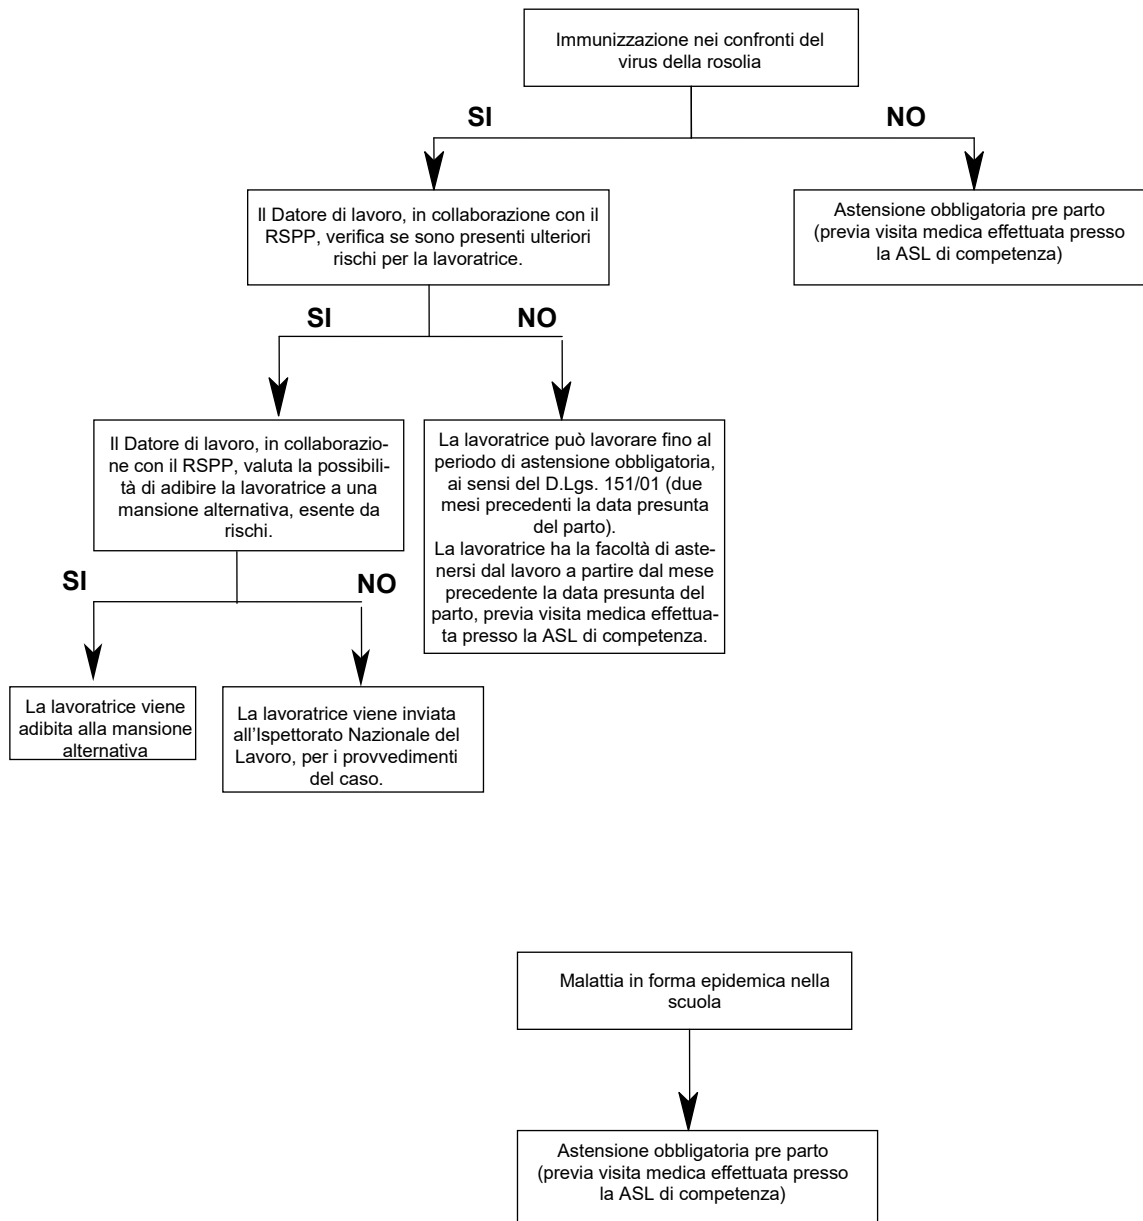 Immunizzazione nei confronti del
virus della rosolia
SI
NO
Il Datore di lavoro, in collaborazione con il
RSPP, verifica se sono presenti ulteriori
rischi per la lavoratrice.
Astensione obbligatoria pre parto
(previa visita medica effettuata presso
la ASL di competenza)
SI
NO
Il Datore di lavoro, in collaborazio-
ne con il RSPP, valuta la possibili-
tà di adibire la lavoratrice a una
mansione alternativa, esente da
rischi.
La lavoratrice può lavorare fino al
periodo di astensione obbligatoria,
ai sensi del D.Lgs. 151/01 (due
mesi precedenti la data presunta
del parto).
La lavoratrice ha la facoltà di aste-
nersi dal lavoro a partire dal mese
precedente la data presunta del
parto, previa visita medica effettua-
ta presso la ASL di competenza.
SI
NO
La lavoratrice viene
adibita alla mansione
alternativa
La lavoratrice viene inviata
all’Ispettorato Nazionale del
Lavoro, per i provvedimenti
del caso.
Malattia in forma epidemica nella
scuola
Astensione obbligatoria pre parto
(previa visita medica effettuata presso
la ASL di competenza)